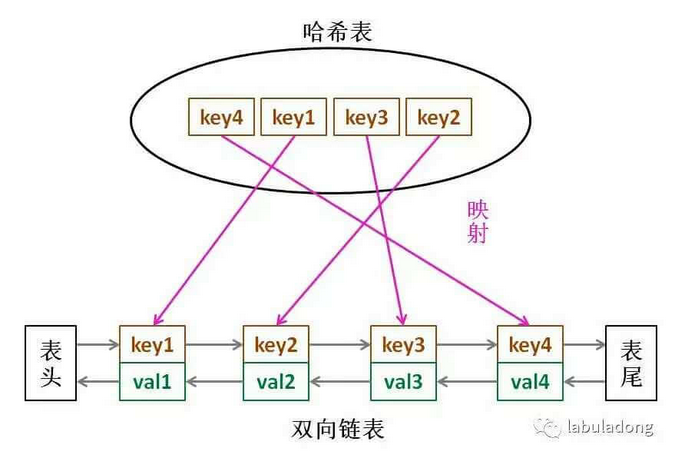 哈希表
key4 key1 key3 key2
映射
表头 key1 key2 key3 key4 表尾
val1 val2 val3 val4
双向链表
labuladong